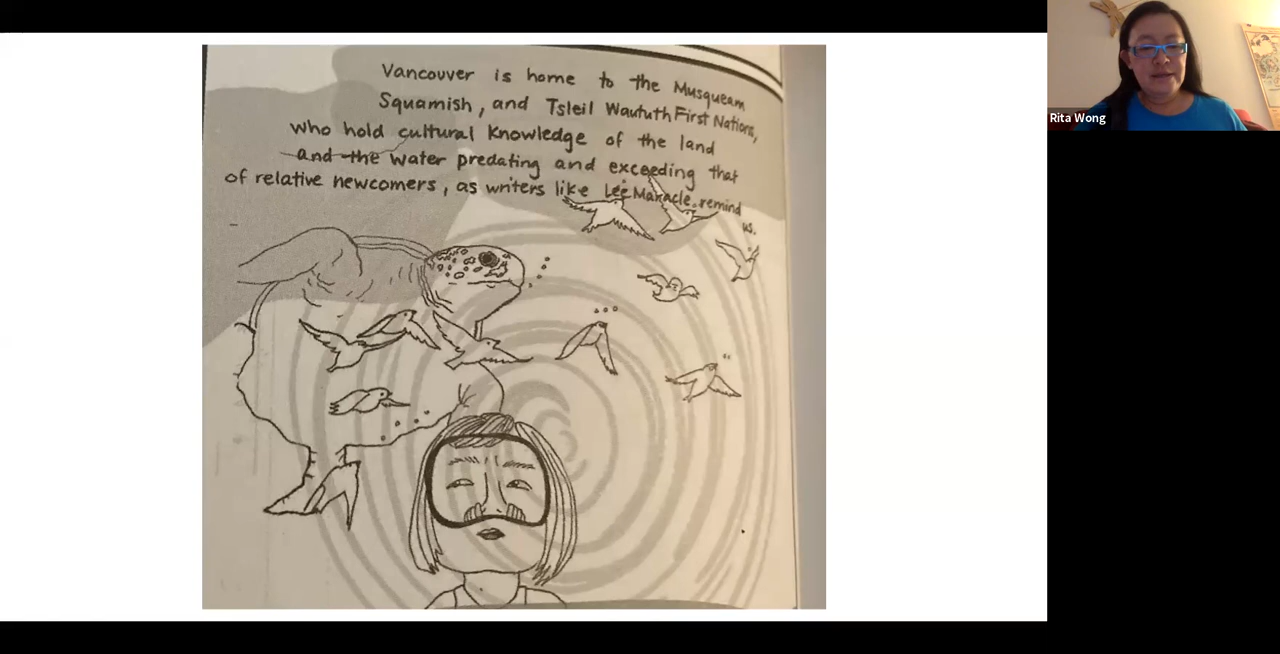 Vancouver is home to the Musqueam
Squamish, and Tsleil Waututh First Nations,
who hold cultural knowledge of the land
and the water predating and exceeding that
of relative newcomers, as writers like Lee Maracle remind
us.
Rita Wong